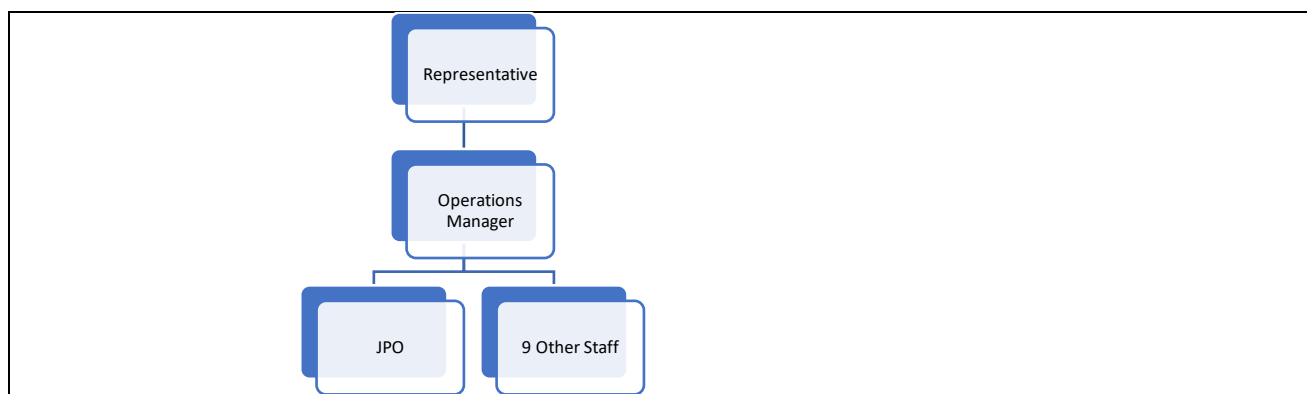 Representative
Operations
Manager
JPO
9 Other Staff